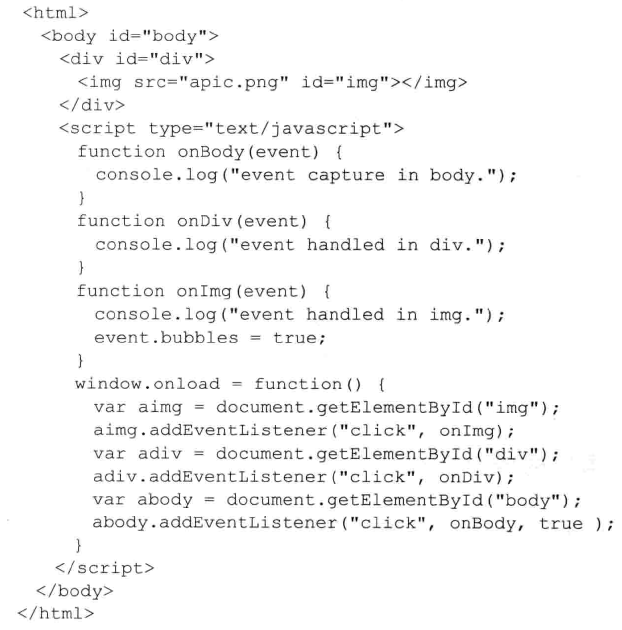 <html>
<body id="body">
<div id="div">
<img src="apic.png" id="img"></img>
</div>
<script type="text/javascript">
function onBody(event) {
console.log("event capture in body.");
}
function onDiv(event) {
console.log("event handled in div.");
}
function onImg(event) {
console.log("event handled in img.");
event.bubbles = true;
}
window.onload = function() {
var aimg = document.getElementById("img");
aimg.addEventListener("click", onImg);
var adiv = document.getElementById("div");
adiv.addEventListener("click", onDiv);
var abody = document.getElementById("body");
abody.addEventListener("click", onBody, true );
}
</script>
</body>
</html>